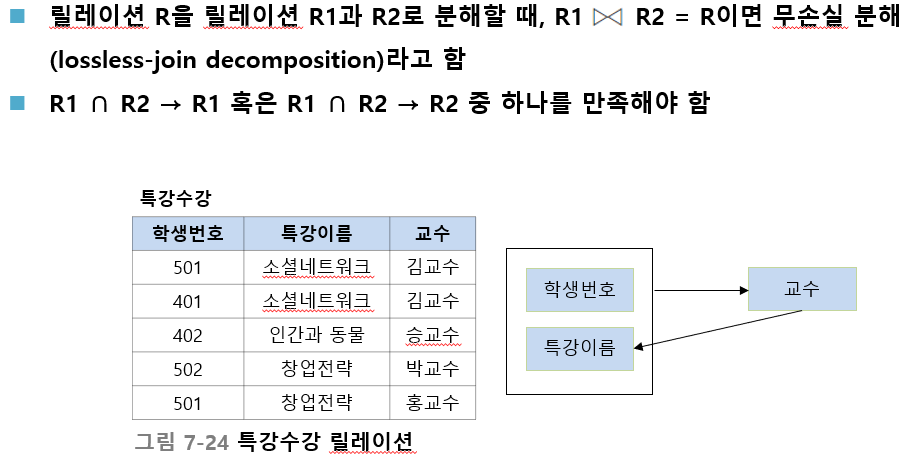 릴레이션 R을 릴레이션 R1과 R2로 분해할 때, R1 ⋈ R2 = R이면 무손실 분해
(lossless-join decomposition)라고 함
R1 ∩ R2 → R1 혹은 R1 ∩ R2 → R2 중 하나를 만족해야 함
특강수강
학생번호 특강이름 교수
501 소셜네트워크 김교수
401 소셜네트워크 김교수
402 인간과 동물 승교수
502 창업전략 박교수
501 창업전략 홍교수
학생번호
교수
특강이름
그림 7-24 특강수강 릴레이션